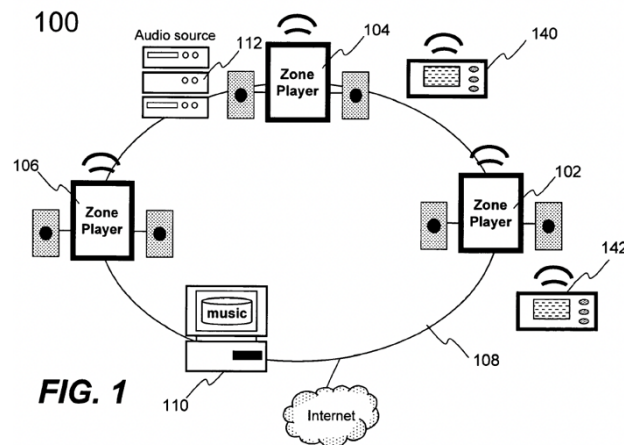 100
Audio source
112
104
140
Zone
Player
106
Zone
Player
102
Zone
Player
142
music
108
FIG. 1
110
Internet